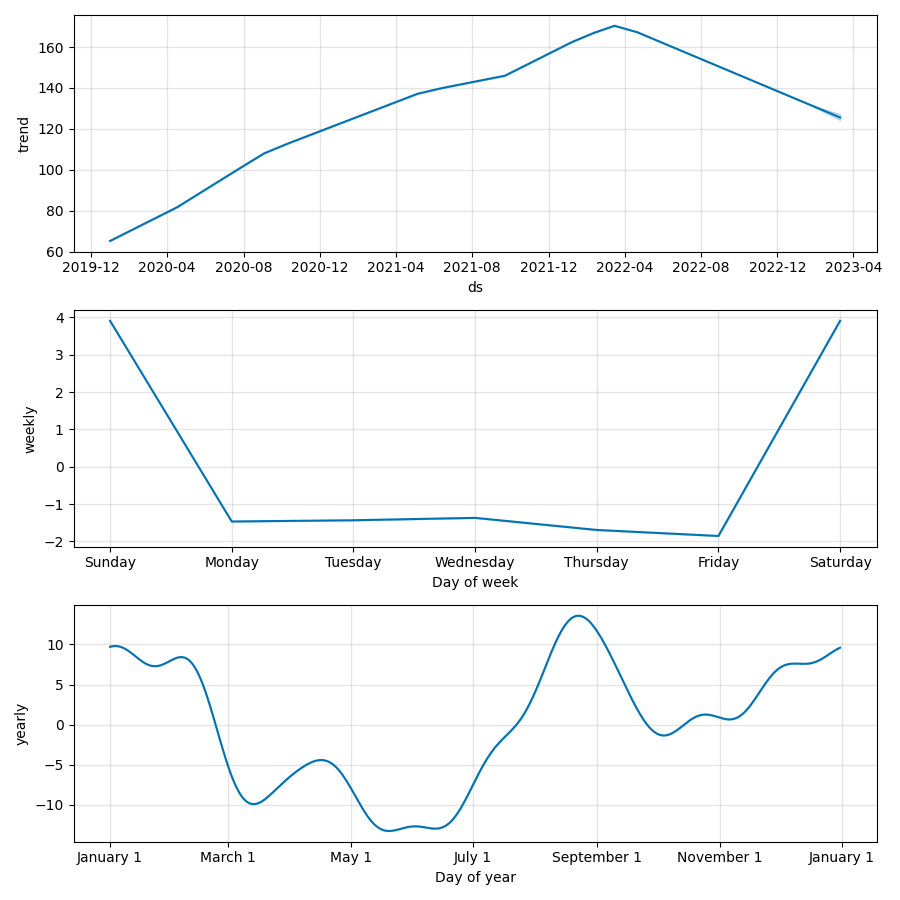 160
140
120
100
80
60
trend
2019-12 2020-04 2020-08 2020-12 2021-04 2021-08 2021-12 2022-04 2022-08 2022-12 2023-04
ds
4
3
2
1
0
−1
−2
weekly
Sunday Monday Tuesday Wednesday Thursday Friday Saturday
Day of week
10
5
0
−5
−10
yearly
January 1 March 1 May 1 July 1 September 1 November 1 January 1
Day of year